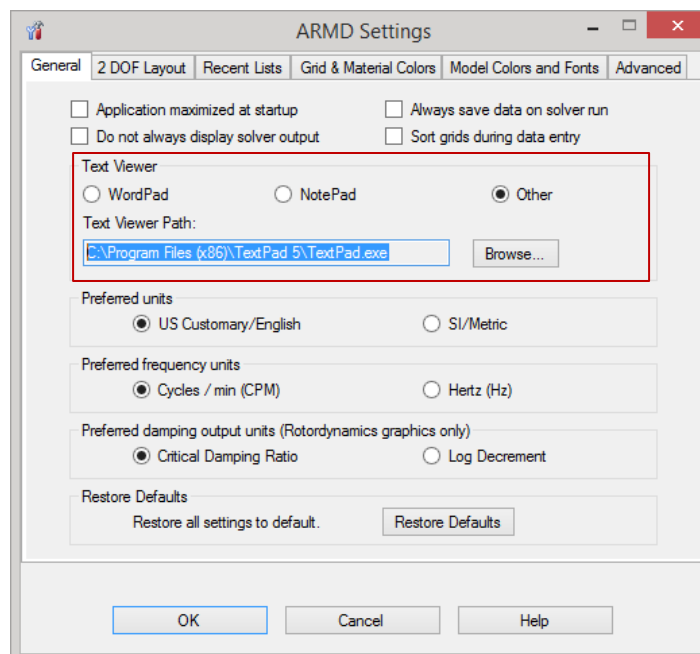 ARMD Settings
General 2 DOF Layout Recent Lists Grid & Material Colors Model Colors and Fonts Advanced
Application maximized at startup Always save data on solver run
Do not always display solver output Sort grids during data entry
Text Viewer
WordPad NotePad Other
Text Viewer Path:
C:\Program Files (x86)\TextPad 5\TextPad.exe Browse...
Preferred units
US Customary/English SI/Metric
Preferred frequency units
Cycles / min (CPM) Hertz (Hz)
Preferred damping output units (Rotordynamics graphics only)
Critical Damping Ratio Log Decrement
Restore Defaults
Restore all settings to default. Restore Defaults
OK Cancel Help